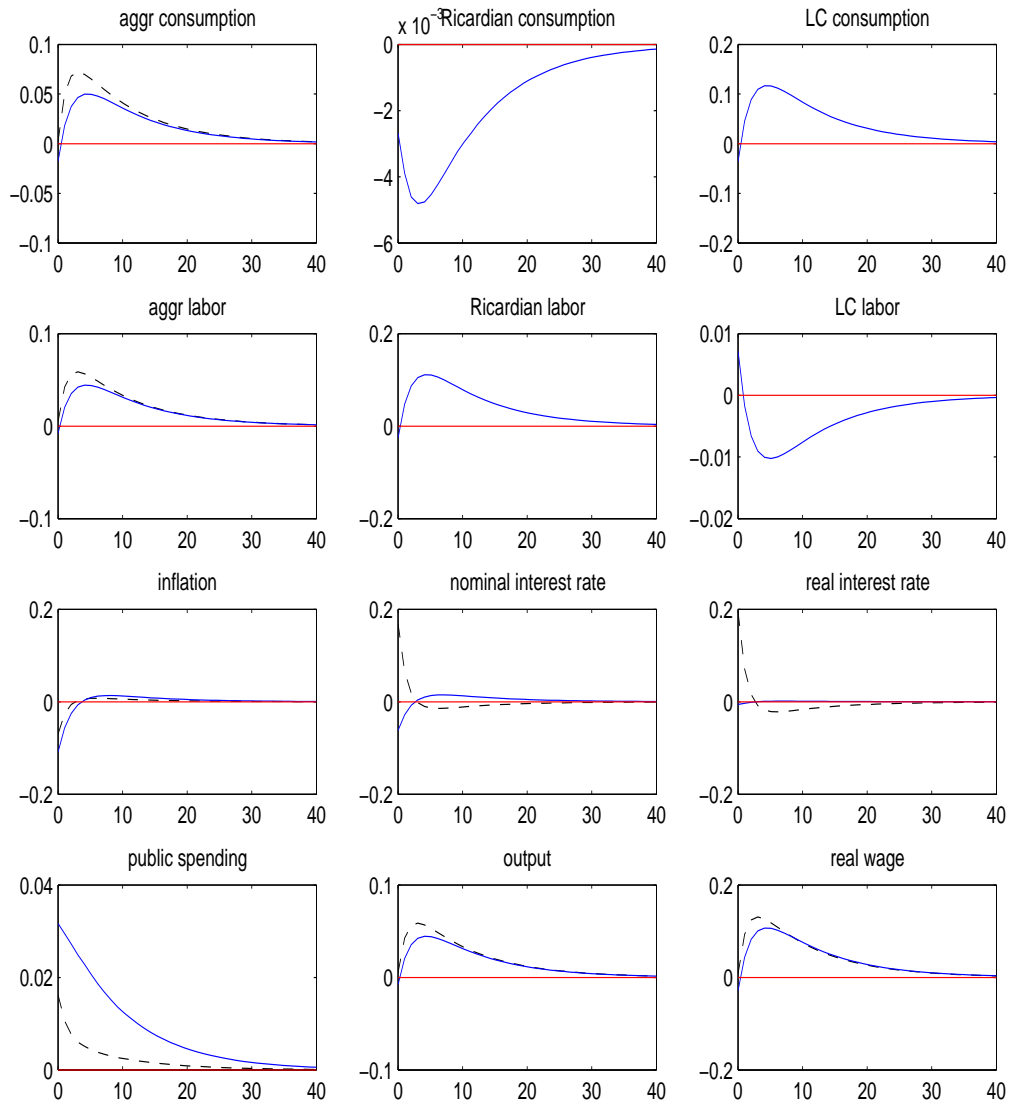 aggr consumption
0.1
0.05
0
−0.05
−0.1
0 10 20 30 40
x 10−3
Ricardian consumption
0
−2
−4
−6
0 10 20 30 40
LC consumption
0.2
0.1
0
−0.1
−0.2
0 10 20 30 40
aggr labor
0.1
0
−0.1
0 10 20 30 40
Ricardian labor
0.2
0
−0.2
0 10 20 30 40
LC labor
0.01
0
−0.01
−0.02
0 10 20 30 40
inflation
0.2
0
−0.2
0 10 20 30 40
nominal interest rate
0.2
0
−0.2
0 10 20 30 40
real interest rate
0.2
0
−0.2
0 10 20 30 40
public spending
0.04
0.02
0
0 10 20 30 40
output
0.1
0
−0.1
0 10 20 30 40
real wage
0.2
0
−0.2
0 10 20 30 40